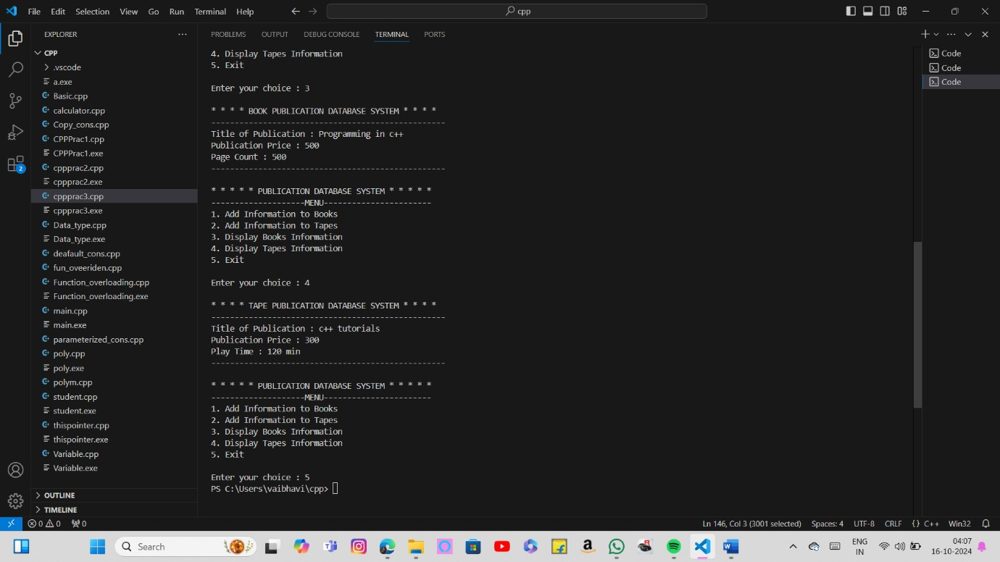 File Edit Selection View Go Run Terminal Help
cpp
EXPLORER
CPP
.vscode
a.exe
Basic.cpp
calculator.cpp
Copy_cons.cpp
CPPPrac1.cpp
CPPPrac1.exe
cppprac2.cpp
cppprac2.exe
cppprac3.cpp
cppprac3.exe
Data_type.cpp
Data_type.exe
deafault_cons.cpp
fun_oveeriden.cpp
Function_overloading.cpp
Function_overloading.exe
main.cpp
main.exe
parameterized_cons.cpp
poly.cpp
poly.exe
polym.cpp
student.cpp
student.exe
thispointer.cpp
thispointer.exe
Variable.cpp
Variable.exe
OUTLINE
TIMELINE
2
PROBLEMS OUTPUT DEBUG CONSOLE TERMINAL PORTS
4. Display Tapes Information
5. Exit
Enter your choice : 3
* * * * BOOK PUBLICATION DATABASE SYSTEM * * * *
--------------------------------------------------
Title of Publication : Programming in c++
Publication Price : 500
Page Count : 500
--------------------------------------------------
* * * * * PUBLICATION DATABASE SYSTEM * * * * *
--------------------MENU-----------------------
1. Add Information to Books
2. Add Information to Tapes
3. Display Books Information
4. Display Tapes Information
5. Exit
Enter your choice : 4
* * * * TAPE PUBLICATION DATABASE SYSTEM * * * *
--------------------------------------------------
Title of Publication : c++ tutorials
Publication Price : 300
Play Time : 120 min
--------------------------------------------------
* * * * * PUBLICATION DATABASE SYSTEM * * * * *
--------------------MENU-----------------------
1. Add Information to Books
2. Add Information to Tapes
3. Display Books Information
4. Display Tapes Information
5. Exit
Enter your choice : 5
PS C:\Users\vaibhavi\cpp>
Code
Code
Code
0 0 0
Ln 146, Col 3 (3001 selected) Spaces: 4 UTF-8 CRLF {} C++ Win32
Search
ENG
IN
04:07
16-10-2024